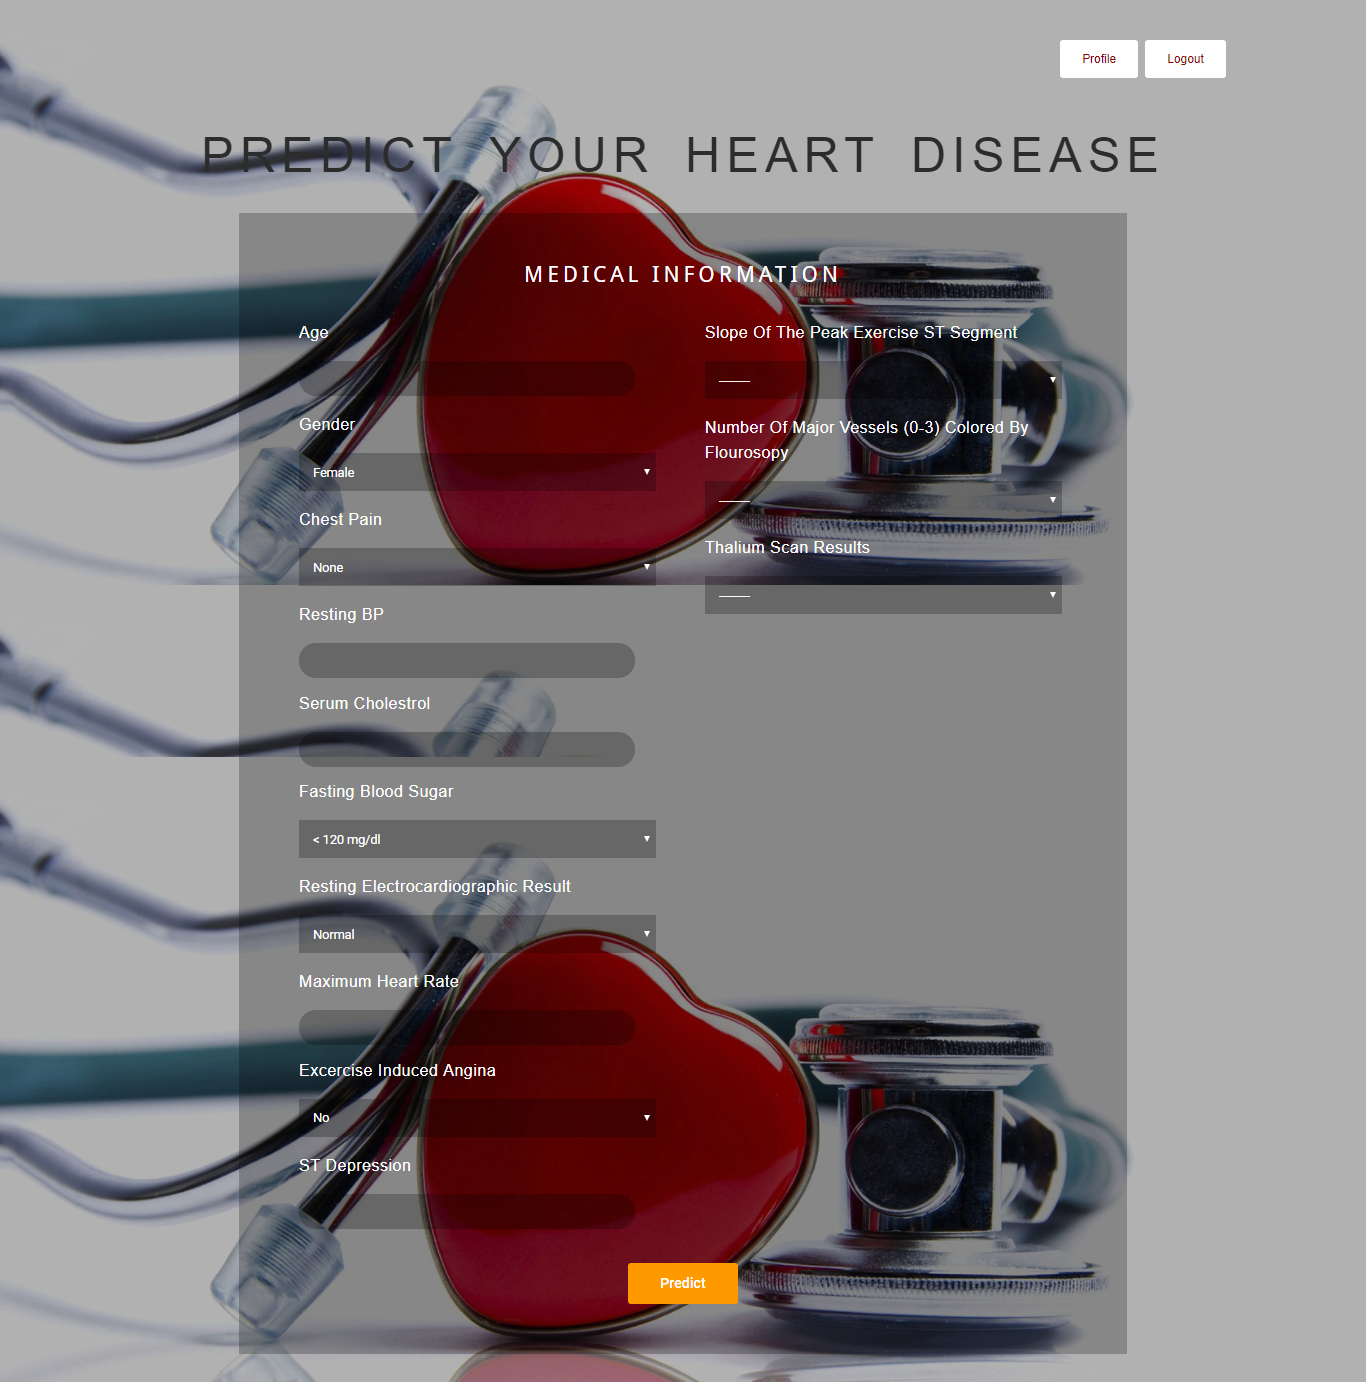 Profile
Logout
PREDICT YOUR HEART DISEASE
MEDICAL INFORMATION
Age
Gender
Female
Chest Pain
None
Resting BP
Serum Cholestrol
Fasting Blood Sugar
< 120 mg/dl
Resting Electrocardiographic Result
Normal
Maximum Heart Rate
Excercise Induced Angina
No
ST Depression
Slope Of The Peak Exercise ST Segment
-------
Number Of Major Vessels (0-3) Colored By
Flourosopy
-------
Thalium Scan Results
-------
Predict